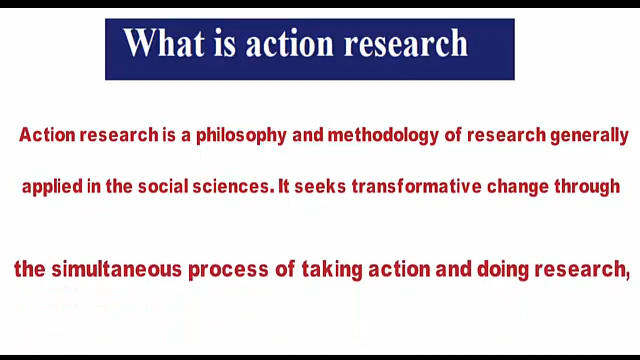 What is action research
Action research is a philosophy and methodology of research generally
applied in the social sciences. It seeks transformative change through
the simultaneous process of taking action and doing research,